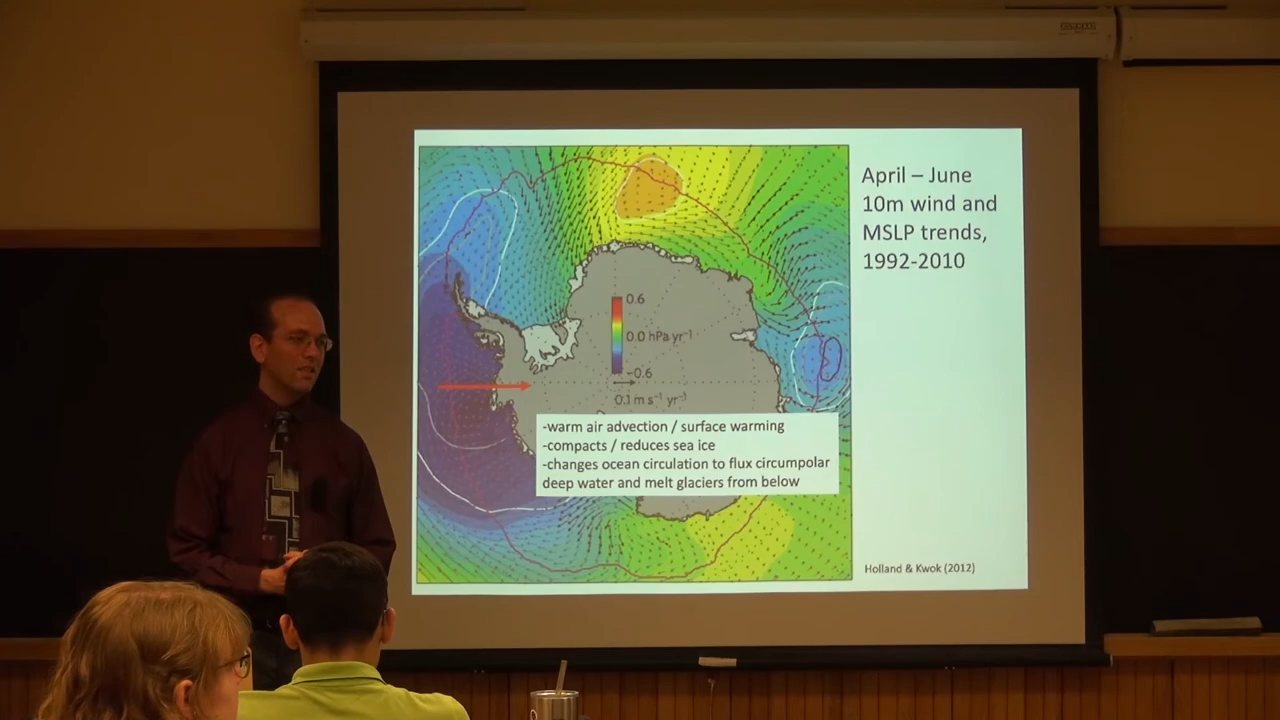 April – June
10m wind and
MSLP trends,
1992-2010
0.6
0.0 hPa yr⁻¹
−0.6
0.1 m s⁻¹ yr⁻¹
-warm air advection / surface warming
-compacts / reduces sea ice
-changes ocean circulation to flux circumpolar
deep water and melt glaciers from below
Holland & Kwok (2012)